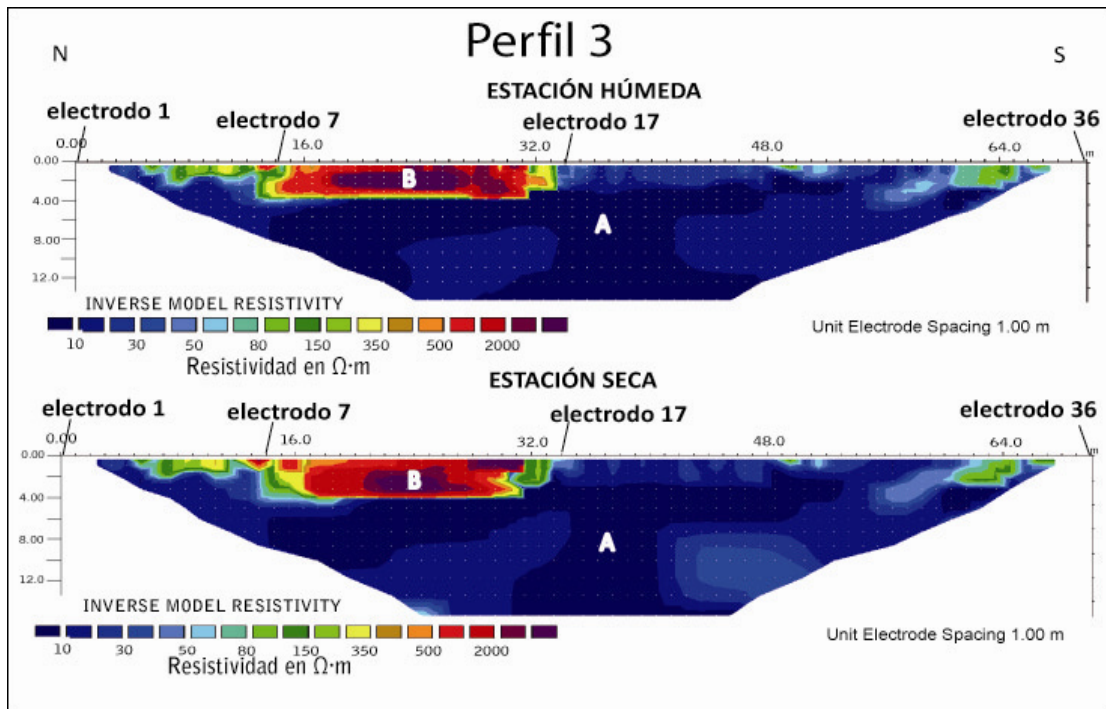 Perfil 3
N S
ESTACIÓN HÚMEDA
electrodo 1 electrodo 7 electrodo 17 electrodo 36
0.00 16.0 32.0 48.0 64.0 m
0.00
4.00
8.00
12.0
B
A
INVERSE MODEL RESISTIVITY
10 30 50 80 150 350 500 2000
Resistividad en Ω·m
Unit Electrode Spacing 1.00 m
ESTACIÓN SECA
electrodo 1 electrodo 7 electrodo 17 electrodo 36
0.00 16.0 32.0 48.0 64.0 m
0.00
4.00
8.00
12.0
B
A
INVERSE MODEL RESISTIVITY
10 30 50 80 150 350 500 2000
Resistividad en Ω·m
Unit Electrode Spacing 1.00 m